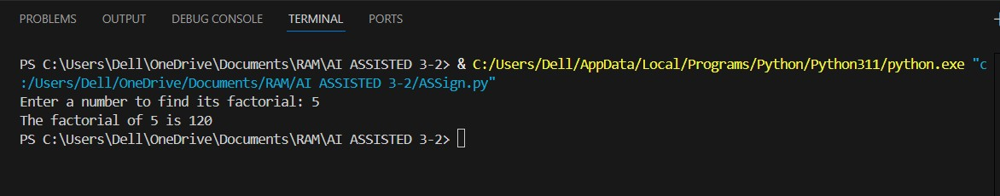 PROBLEMS OUTPUT DEBUG CONSOLE TERMINAL PORTS
PS C:\Users\Dell\OneDrive\Documents\RAM\AI ASSISTED 3-2> & C:/Users/Dell/AppData/Local/Programs/Python/Python311/python.exe "c
:/Users/Dell/OneDrive/Documents/RAM/AI ASSISTED 3-2/ASSign.py"
Enter a number to find its factorial: 5
The factorial of 5 is 120
PS C:\Users\Dell\OneDrive\Documents\RAM\AI ASSISTED 3-2>